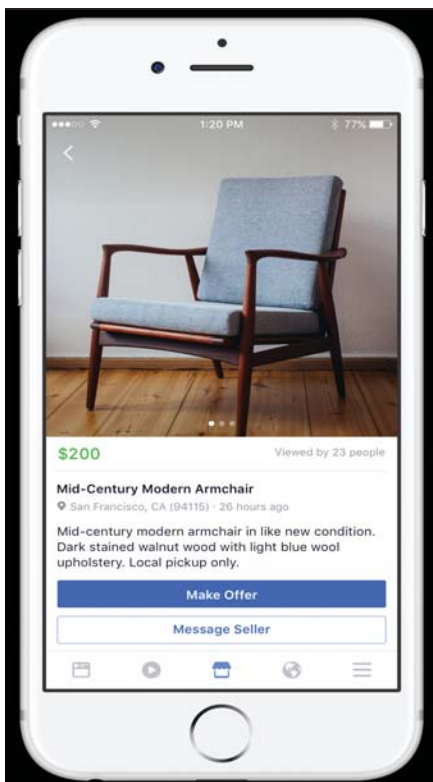 1:20 PM
77%
$200
Viewed by 23 people
Mid-Century Modern Armchair
San Francisco, CA (94115) · 26 hours ago
Mid-century modern armchair in like new condition.
Dark stained walnut wood with light blue wool
upholstery. Local pickup only.
Make Offer
Message Seller